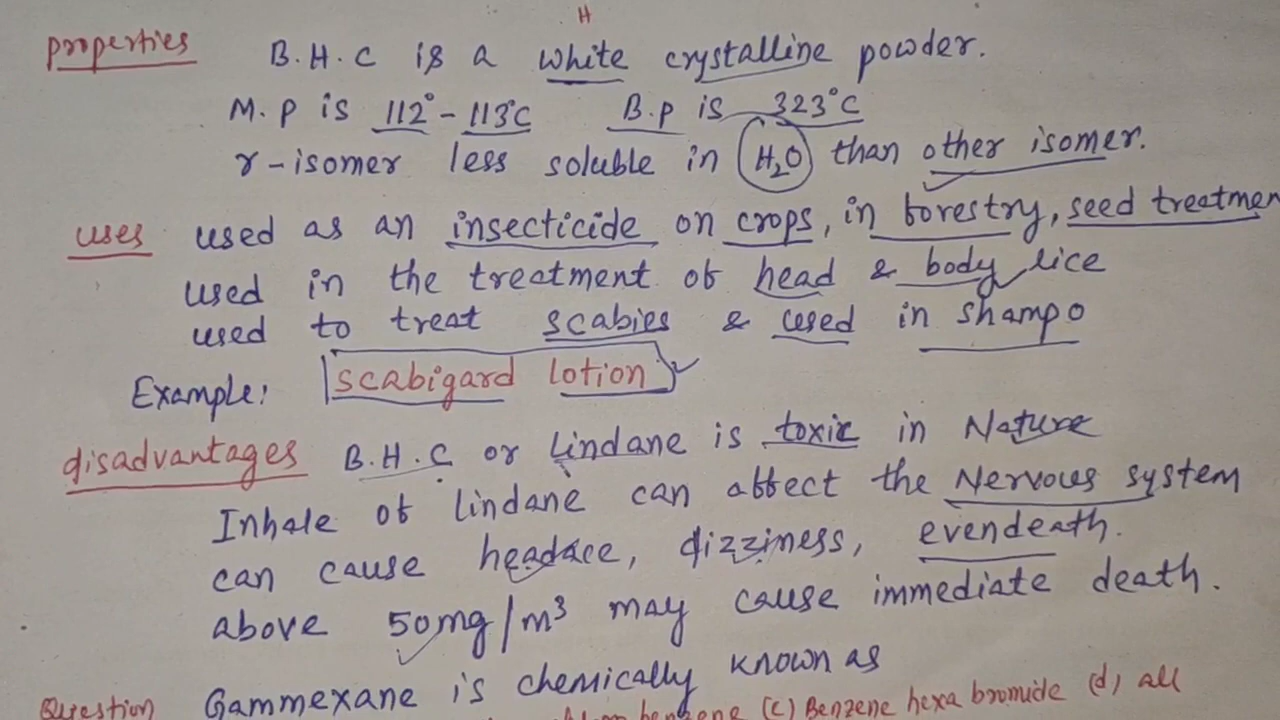 H
properties B.H.C is a white crystalline powder.
M.P is 112° - 113°C B.P is 323°C
γ-isomer less soluble in H₂O than other isomer.
uses used as an insecticide on crops, in forestry, seed treatmen
used in the treatment of head & body lice
used to treat scabies & used in shampo
Example: scabigard lotion
disadvantages B.H.C or Lindane is toxic in Nature
Inhale of lindane can affect the Nervous system
can cause headace, dizziness, evendeath.
above 50mg/m³ may cause immediate death.
Question Gammexane is chemically known as
benzene (c) Benzene hexa bromide (d) all